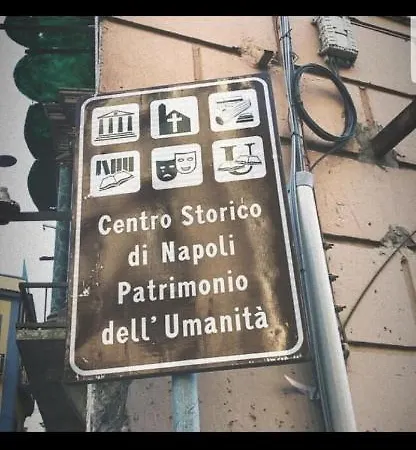 Centro Storico
di Napoli
Patrimonio
dell'Umanità